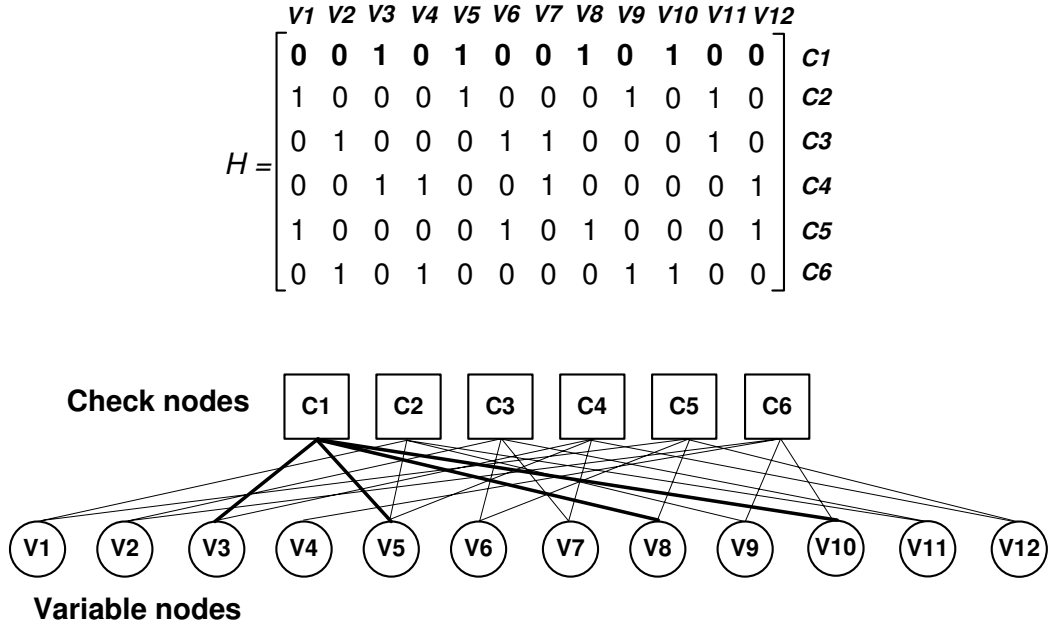 V1 V2 V3 V4 V5 V6 V7 V8 V9 V10 V11 V12
0 0 1 0 1 0 0 1 0 1 0 0 C1
1 0 0 0 1 0 0 0 1 0 1 0 C2
0 1 0 0 0 1 1 0 0 0 1 0 C3
H =
0 0 1 1 0 0 1 0 0 0 0 1 C4
1 0 0 0 0 1 0 1 0 0 0 1 C5
0 1 0 1 0 0 0 0 1 1 0 0 C6
Check nodes C1 C2 C3 C4 C5 C6
V1 V2 V3 V4 V5 V6 V7 V8 V9 V10 V11 V12
Variable nodes